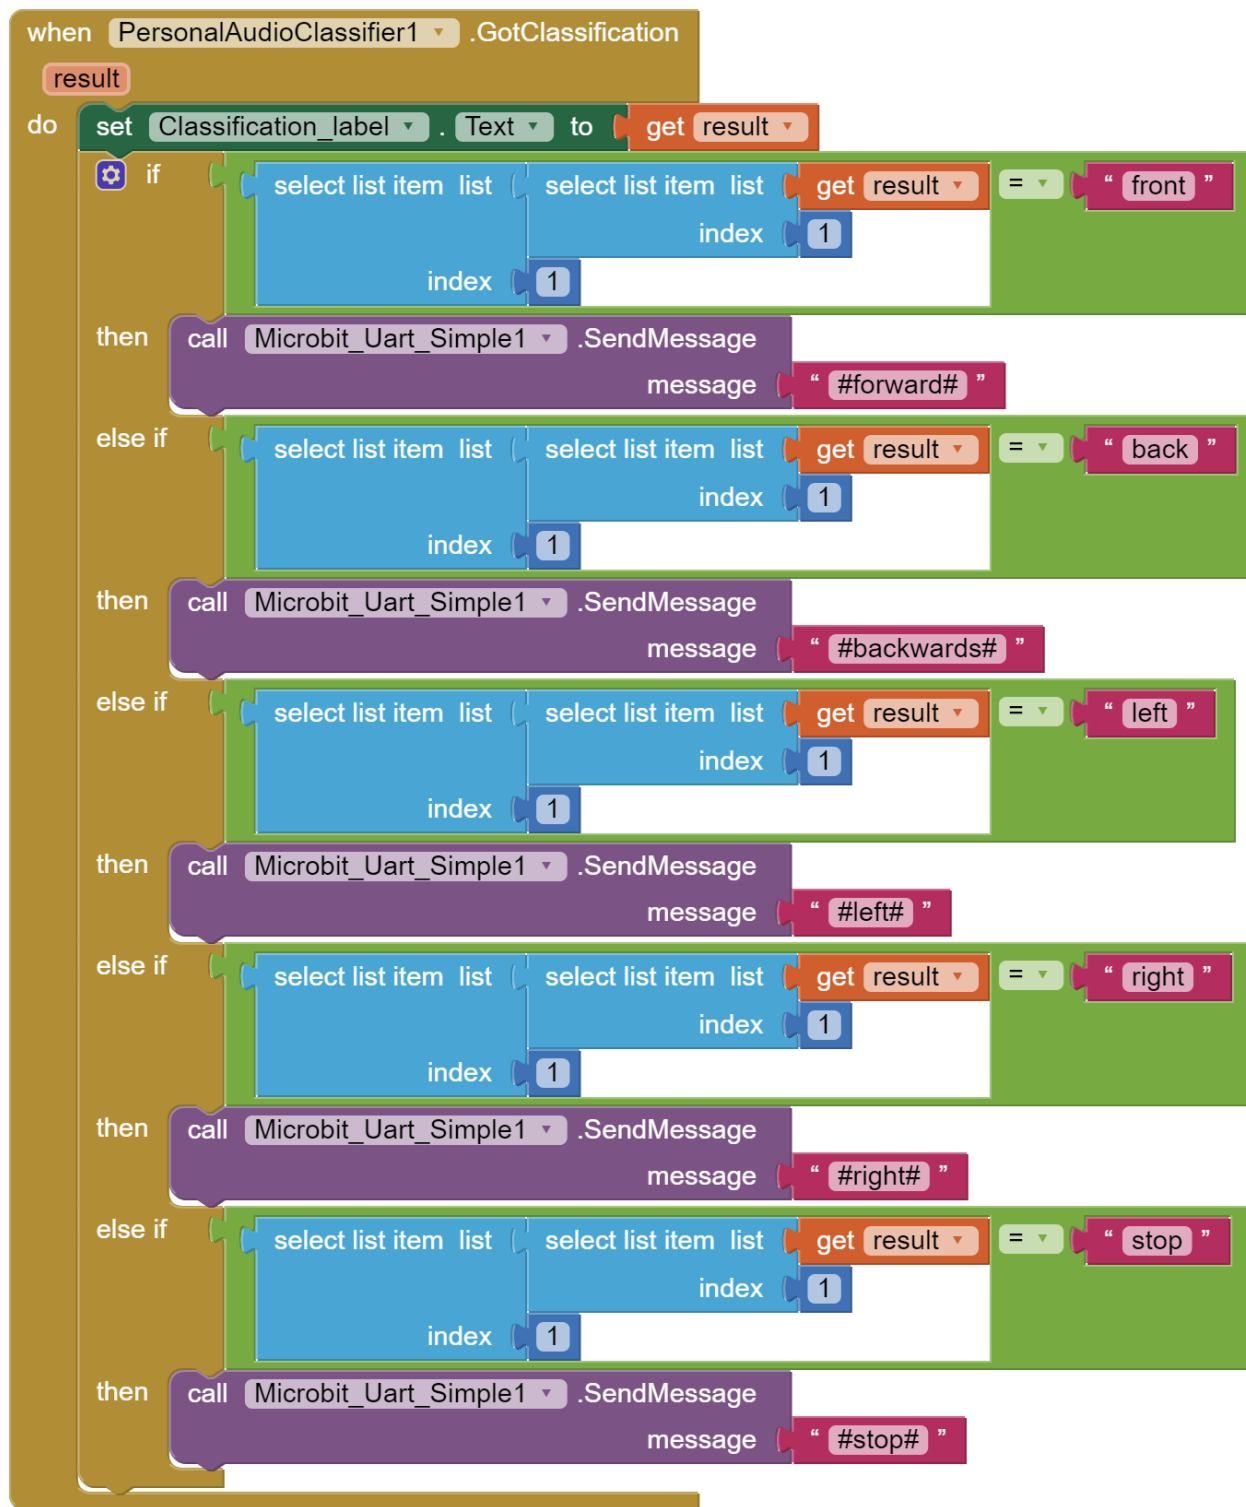 when PersonalAudioClassifier1 .GotClassification
result
do set Classification_label . Text to get result
if select list item list select list item list get result = “ front ”
index 1
index 1
then call Microbit_Uart_Simple1 .SendMessage
message “ #forward# ”
else if select list item list select list item list get result = “ back ”
index 1
index 1
then call Microbit_Uart_Simple1 .SendMessage
message “ #backwards# ”
else if select list item list select list item list get result = “ left ”
index 1
index 1
then call Microbit_Uart_Simple1 .SendMessage
message “ #left# ”
else if select list item list select list item list get result = “ right ”
index 1
index 1
then call Microbit_Uart_Simple1 .SendMessage
message “ #right# ”
else if select list item list select list item list get result = “ stop ”
index 1
index 1
then call Microbit_Uart_Simple1 .SendMessage
message “ #stop# ”